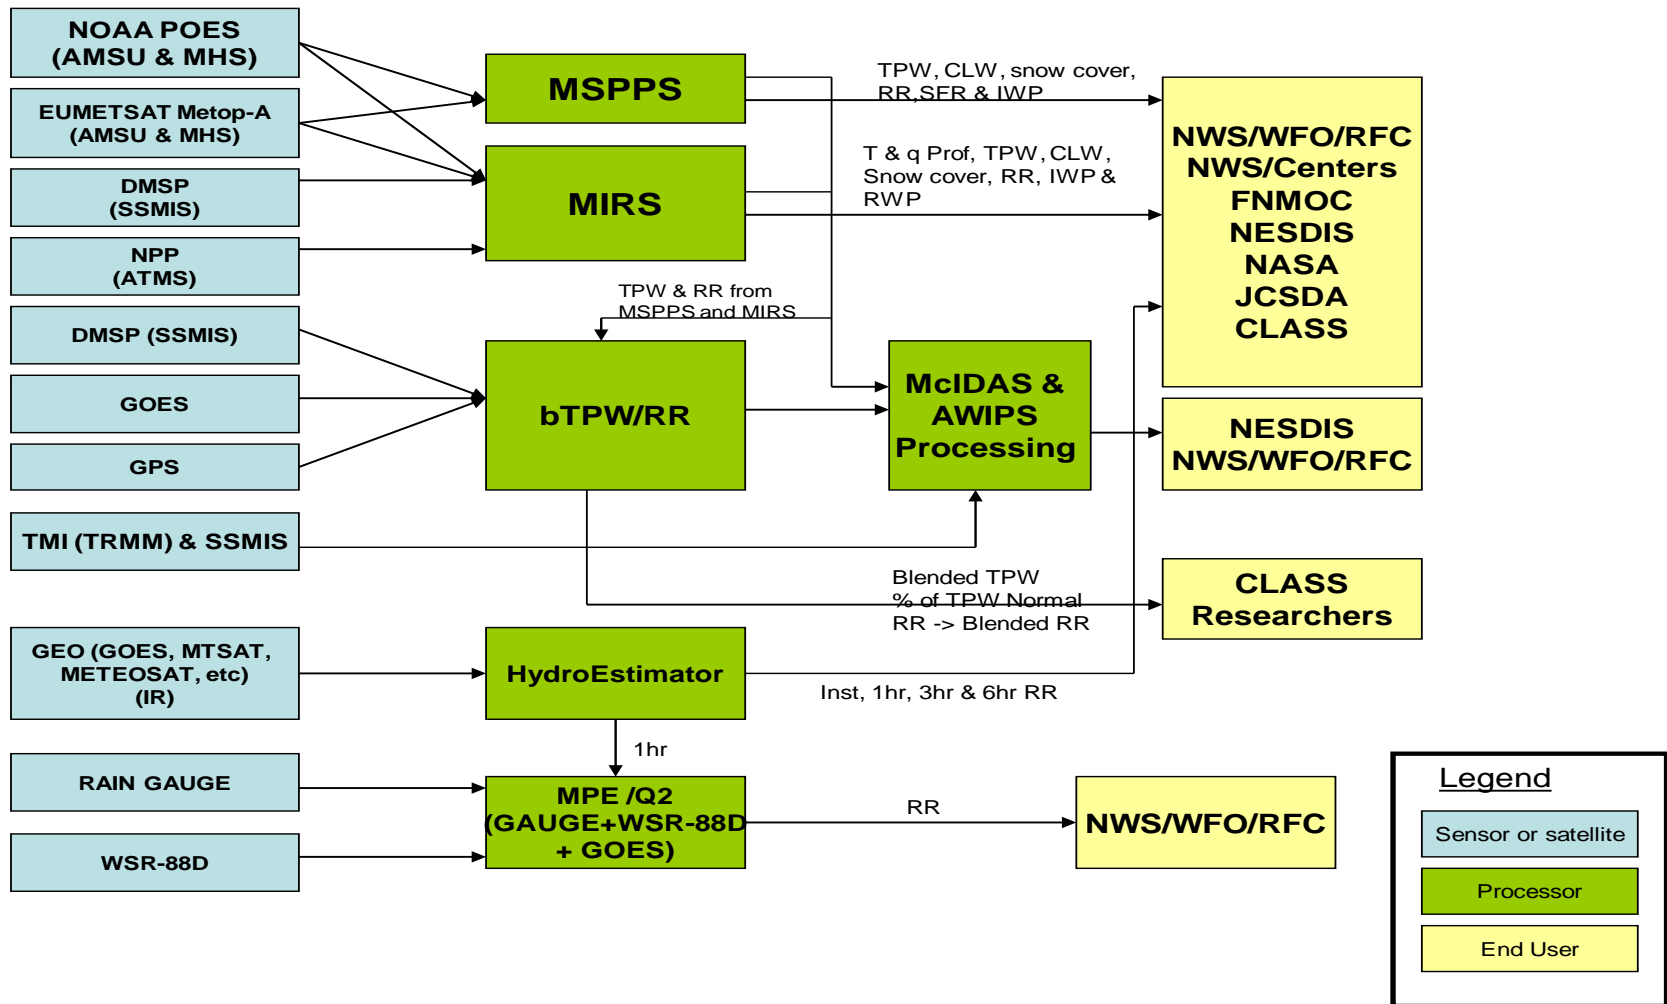 NOAA POES
(AMSU & MHS)
EUMETSAT Metop-A
(AMSU & MHS)
DMSP
(SSMIS)
NPP
(ATMS)
DMSP (SSMIS)
GOES
GPS
TMI (TRMM) & SSMIS
GEO (GOES, MTSAT,
METEOSAT, etc)
(IR)
RAIN GAUGE
WSR-88D
MSPPS
MIRS
TPW & RR from
MSPPS and MIRS
bTPW/RR
HydroEstimator
1hr
MPE /Q2
(GAUGE+WSR-88D
+ GOES)
TPW, CLW, snow cover,
RR,SFR & IWP
T & q Prof, TPW, CLW,
Snow cover, RR, IWP &
RWP
McIDAS &
AWIPS
Processing
Blended TPW
% of TPW Normal
RR -> Blended RR
Inst, 1hr, 3hr & 6hr RR
RR
NWS/WFO/RFC
NWS/Centers
FNMOC
NESDIS
NASA
JCSDA
CLASS
NESDIS
NWS/WFO/RFC
CLASS
Researchers
NWS/WFO/RFC
Legend
Sensor or satellite
Processor
End User